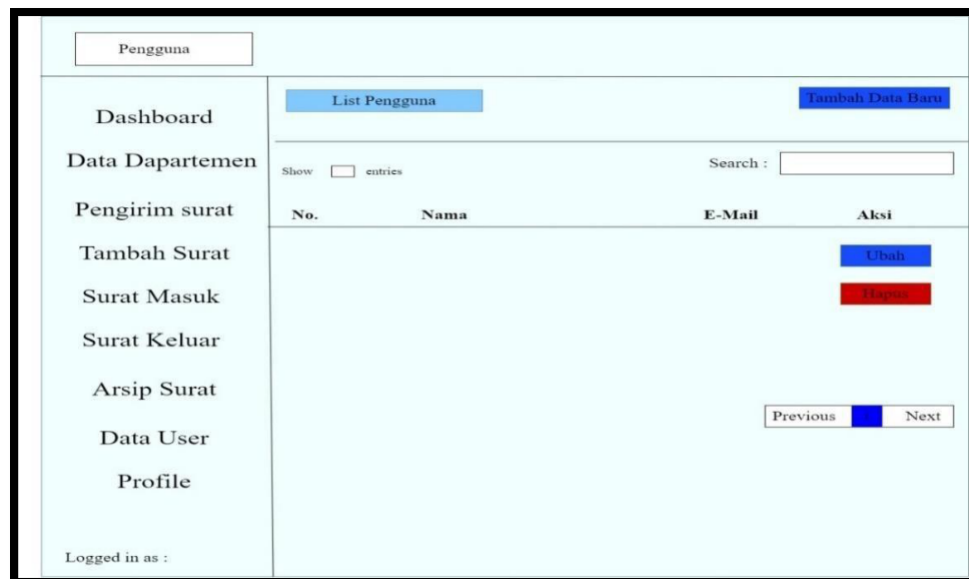 Pengguna
Dashboard
Data Dapartemen
Pengirim surat
Tambah Surat
Surat Masuk
Surat Keluar
Arsip Surat
Data User
Profile
Logged in as :
List Pengguna
Tambah Data Baru
Show entries
Search :
No. Nama E-Mail Aksi
Ubah
Hapus
Previous Next